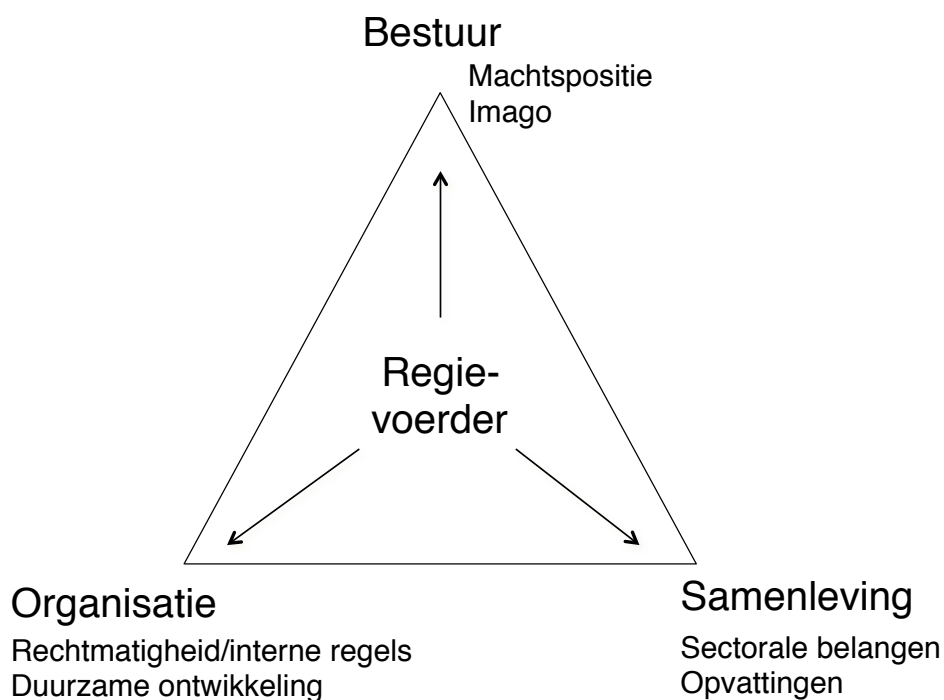 Bestuur
Machtspositie
Imago
Regie-
voerder
Organisatie
Rechtmatigheid/interne regels
Duurzame ontwikkeling
Samenleving
Sectorale belangen
Opvattingen